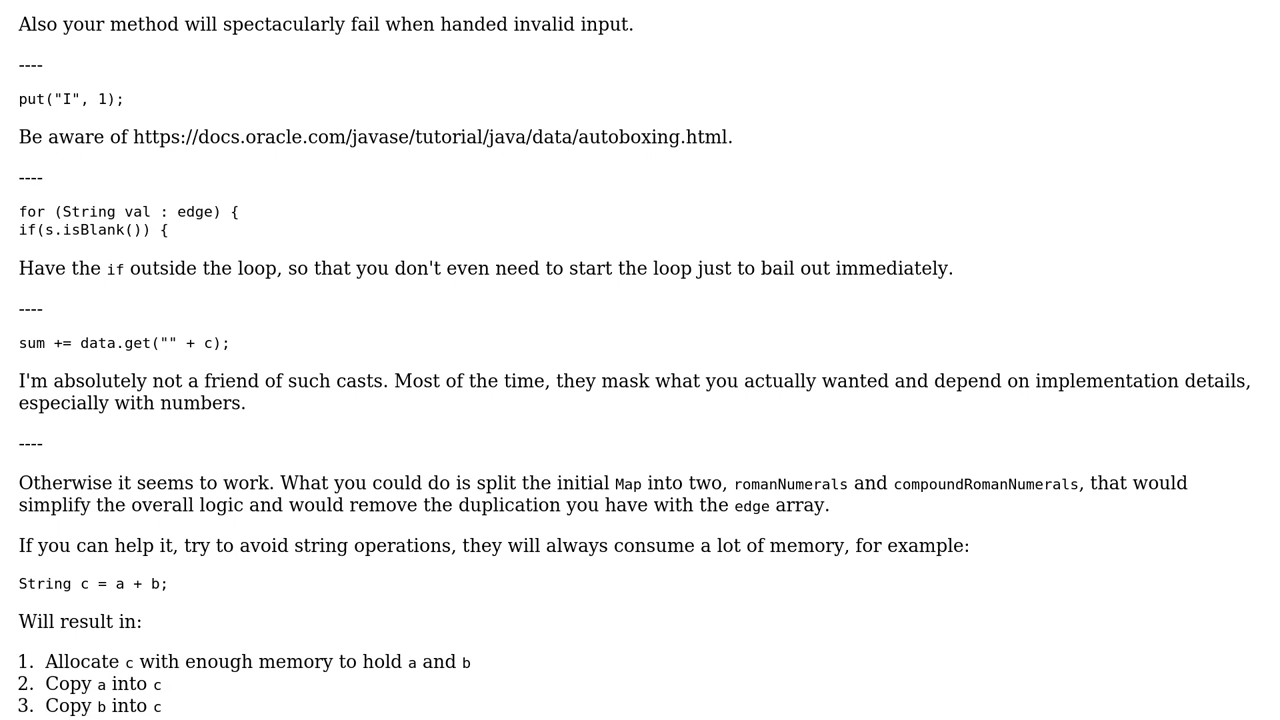 Also your method will spectacularly fail when handed invalid input.
----
put("I", 1);
Be aware of https://docs.oracle.com/javase/tutorial/java/data/autoboxing.html.
----
for (String val : edge) {
if(s.isBlank()) {
Have the if outside the loop, so that you don't even need to start the loop just to bail out immediately.
----
sum += data.get("" + c);
I'm absolutely not a friend of such casts. Most of the time, they mask what you actually wanted and depend on implementation details,
especially with numbers.
----
Otherwise it seems to work. What you could do is split the initial Map into two, romanNumerals and compoundRomanNumerals, that would
simplify the overall logic and would remove the duplication you have with the edge array.
If you can help it, try to avoid string operations, they will always consume a lot of memory, for example:
String c = a + b;
Will result in:
1. Allocate c with enough memory to hold a and b
2. Copy a into c
3. Copy b into c